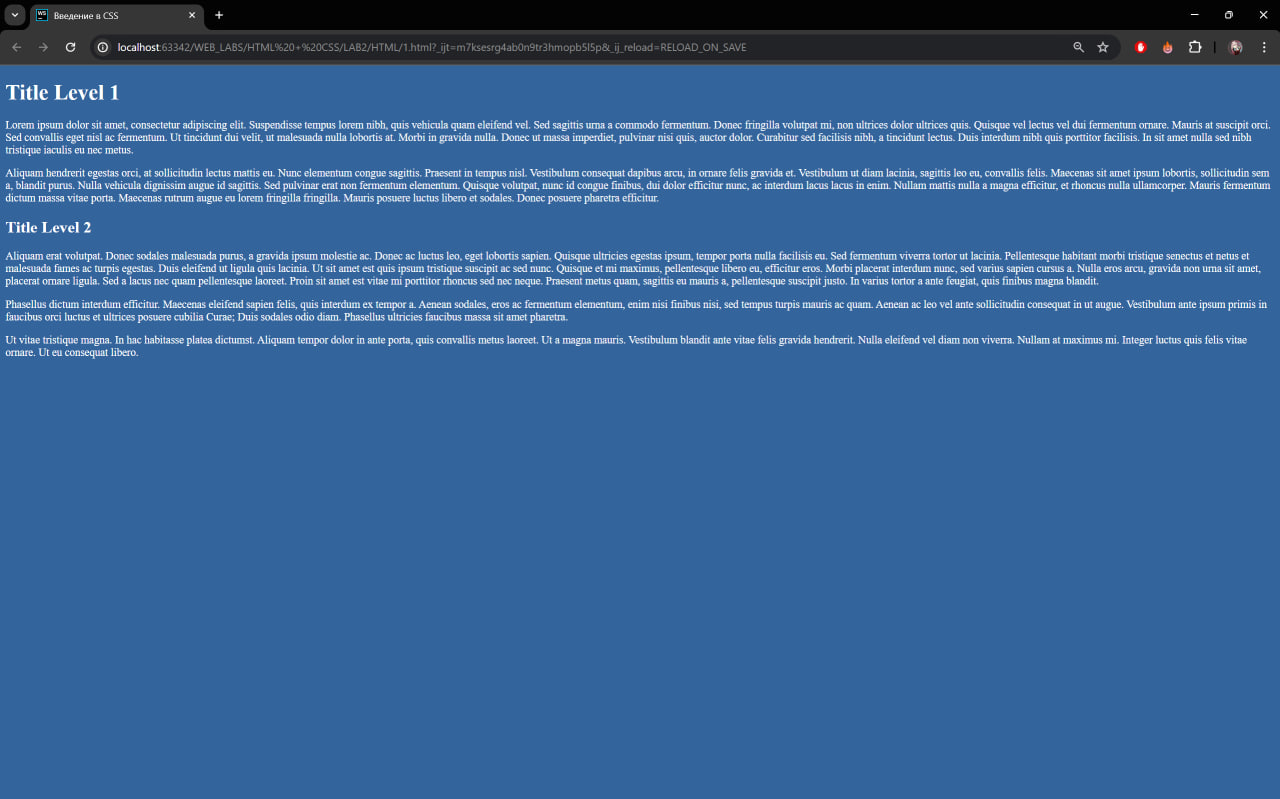 Введение в CSS
localhost:63342/WEB_LABS/HTML%20+%20CSS/LAB2/HTML/1.html?_ijt=m7ksesrg4ab0n9tr3hmopb5l5p&_ij_reload=RELOAD_ON_SAVE
Title Level 1
Lorem ipsum dolor sit amet, consectetur adipiscing elit. Suspendisse tempus lorem nibh, quis vehicula quam eleifend vel. Sed sagittis urna a commodo fermentum. Donec fringilla volutpat mi, non ultrices dolor ultrices quis. Quisque vel lectus vel dui fermentum ornare. Mauris at suscipit orci.
Sed convallis eget nisl ac fermentum. Ut tincidunt dui velit, ut malesuada nulla lobortis at. Morbi in gravida nulla. Donec ut massa imperdiet, pulvinar nisi quis, auctor dolor. Curabitur sed facilisis nibh, a tincidunt lectus. Duis interdum nibh quis porttitor facilisis. In sit amet nulla sed nibh
tristique iaculis eu nec metus.
Aliquam hendrerit egestas orci, at sollicitudin lectus mattis eu. Nunc elementum congue sagittis. Praesent in tempus nisl. Vestibulum consequat dapibus arcu, in ornare felis gravida et. Vestibulum ut diam lacinia, sagittis leo eu, convallis felis. Maecenas sit amet ipsum lobortis, sollicitudin sem
a, blandit purus. Nulla vehicula dignissim augue id sagittis. Sed pulvinar erat non fermentum elementum. Quisque volutpat, nunc id congue finibus, dui dolor efficitur nunc, ac interdum lacus lacus in enim. Nullam mattis nulla a magna efficitur, et rhoncus nulla ullamcorper. Mauris fermentum
dictum massa vitae porta. Maecenas rutrum augue eu lorem fringilla fringilla. Mauris posuere luctus libero et sodales. Donec posuere pharetra efficitur.
Title Level 2
Aliquam erat volutpat. Donec sodales malesuada purus, a gravida ipsum molestie ac. Donec ac luctus leo, eget lobortis sapien. Quisque ultricies egestas ipsum, tempor porta nulla facilisis eu. Sed fermentum viverra tortor ut lacinia. Pellentesque habitant morbi tristique senectus et netus et
malesuada fames ac turpis egestas. Duis eleifend ut ligula quis lacinia. Ut sit amet est quis ipsum tristique suscipit ac sed nunc. Quisque et mi maximus, pellentesque libero eu, efficitur eros. Morbi placerat interdum nunc, sed varius sapien cursus a. Nulla eros arcu, gravida non urna sit amet,
placerat ornare ligula. Sed a lacus nec quam pellentesque laoreet. Proin sit amet est vitae mi porttitor rhoncus sed nec neque. Praesent metus quam, sagittis eu mauris a, pellentesque suscipit justo. In varius tortor a ante feugiat, quis finibus magna blandit.
Phasellus dictum interdum efficitur. Maecenas eleifend sapien felis, quis interdum ex tempor a. Aenean sodales, eros ac fermentum elementum, enim nisi finibus nisi, sed tempus turpis mauris ac quam. Aenean ac leo vel ante sollicitudin consequat in ut augue. Vestibulum ante ipsum primis in
faucibus orci luctus et ultrices posuere cubilia Curae; Duis sodales odio diam. Phasellus ultricies faucibus massa sit amet pharetra.
Ut vitae tristique magna. In hac habitasse platea dictumst. Aliquam tempor dolor in ante porta, quis convallis metus laoreet. Ut a magna mauris. Vestibulum blandit ante vitae felis gravida hendrerit. Nulla eleifend vel diam non viverra. Nullam at maximus mi. Integer luctus quis felis vitae
ornare. Ut eu consequat libero.